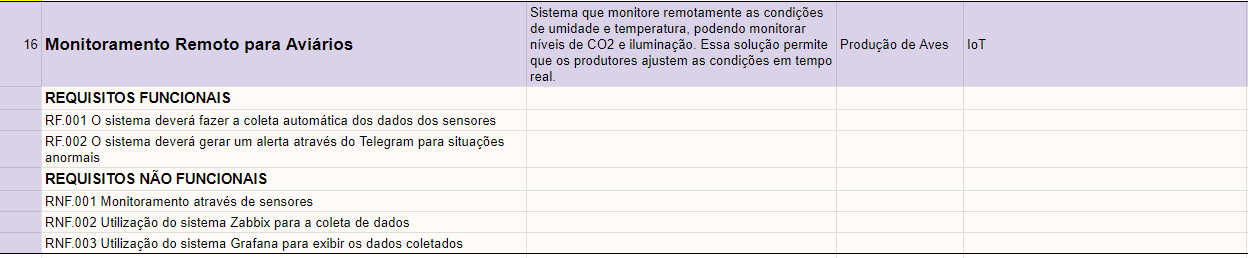 16 Monitoramento Remoto para Aviários
Sistema que monitore remotamente as condições
de umidade e temperatura, podendo monitorar
níveis de CO2 e iluminação. Essa solução permite
que os produtores ajustem as condições em tempo
real.
Produção de Aves
IoT
REQUISITOS FUNCIONAIS
RF.001 O sistema deverá fazer a coleta automática dos dados dos sensores
RF.002 O sistema deverá gerar um alerta através do Telegram para situações
anormais
REQUISITOS NÃO FUNCIONAIS
RNF.001 Monitoramento através de sensores
RNF.002 Utilização do sistema Zabbix para a coleta de dados
RNF.003 Utilização do sistema Grafana para exibir os dados coletados